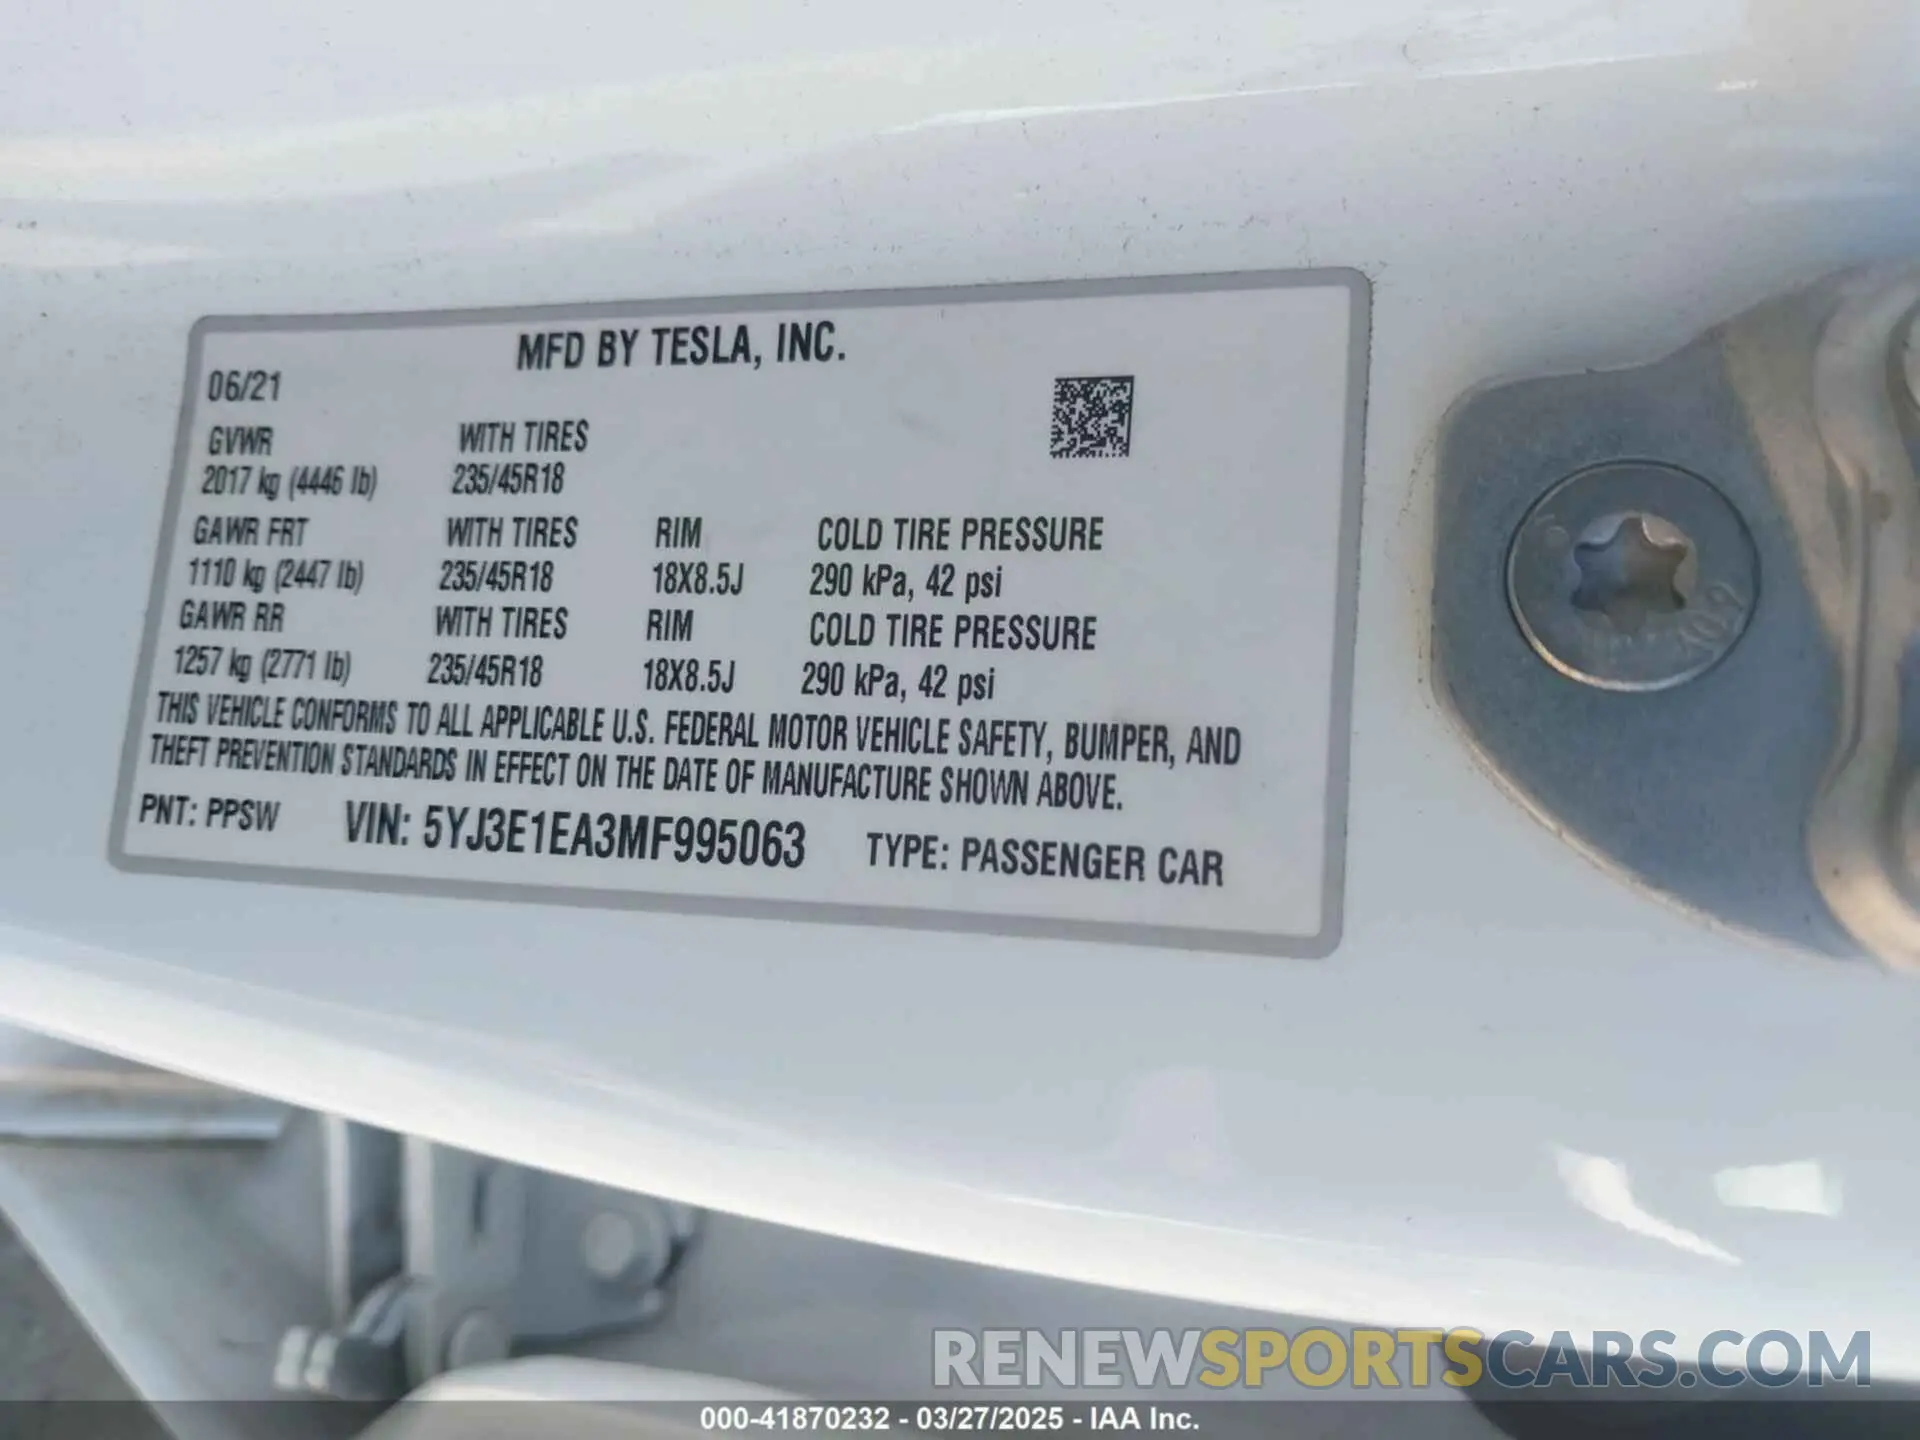 MFD BY TESLA, INC.
06/21
GVWR WITH TIRES
2017 kg (4446 lb) 235/45R18
GAWR FRT WITH TIRES RIM COLD TIRE PRESSURE
1110 kg (2447 lb) 235/45R18 18X8.5J 290 kPa, 42 psi
GAWR RR WITH TIRES RIM COLD TIRE PRESSURE
1257 kg (2771 lb) 235/45R18 18X8.5J 290 kPa, 42 psi
THIS VEHICLE CONFORMS TO ALL APPLICABLE U.S. FEDERAL MOTOR VEHICLE SAFETY, BUMPER, AND
THEFT PREVENTION STANDARDS IN EFFECT ON THE DATE OF MANUFACTURE SHOWN ABOVE.
PNT: PPSW VIN: 5YJ3E1EA3MF995063 TYPE: PASSENGER CAR
RENEWSPORTSCARS.COM
000-41870232 - 03/27/2025 - IAA Inc.